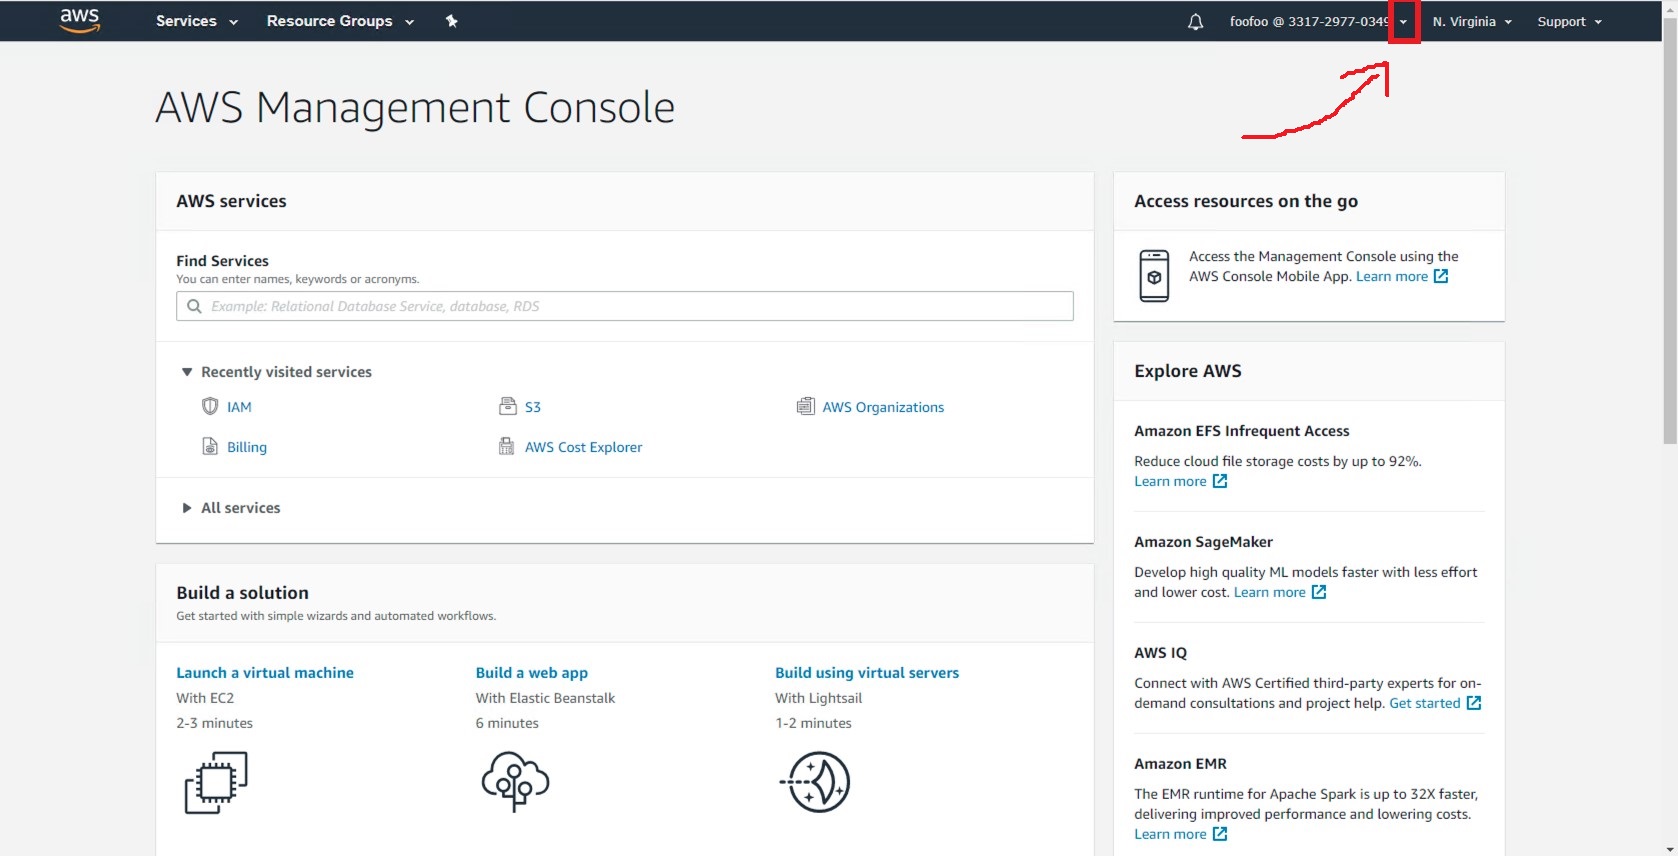 aws Services Resource Groups foofoo @ 3317-2977-0349 N. Virginia Support
AWS Management Console
AWS services
Find Services
You can enter names, keywords or acronyms.
Example: Relational Database Service, database, RDS
Recently visited services
IAM S3 AWS Organizations
Billing AWS Cost Explorer
All services
Build a solution
Get started with simple wizards and automated workflows.
Launch a virtual machine
With EC2
2-3 minutes
Build a web app
With Elastic Beanstalk
6 minutes
Build using virtual servers
With Lightsail
1-2 minutes
Access resources on the go
Access the Management Console using the
AWS Console Mobile App. Learn more
Explore AWS
Amazon EFS Infrequent Access
Reduce cloud file storage costs by up to 92%.
Learn more
Amazon SageMaker
Develop high quality ML models faster with less effort
and lower cost. Learn more
AWS IQ
Connect with AWS Certified third-party experts for on-
demand consultations and project help. Get started
Amazon EMR
The EMR runtime for Apache Spark is up to 32X faster,
delivering improved performance and lowering costs.
Learn more